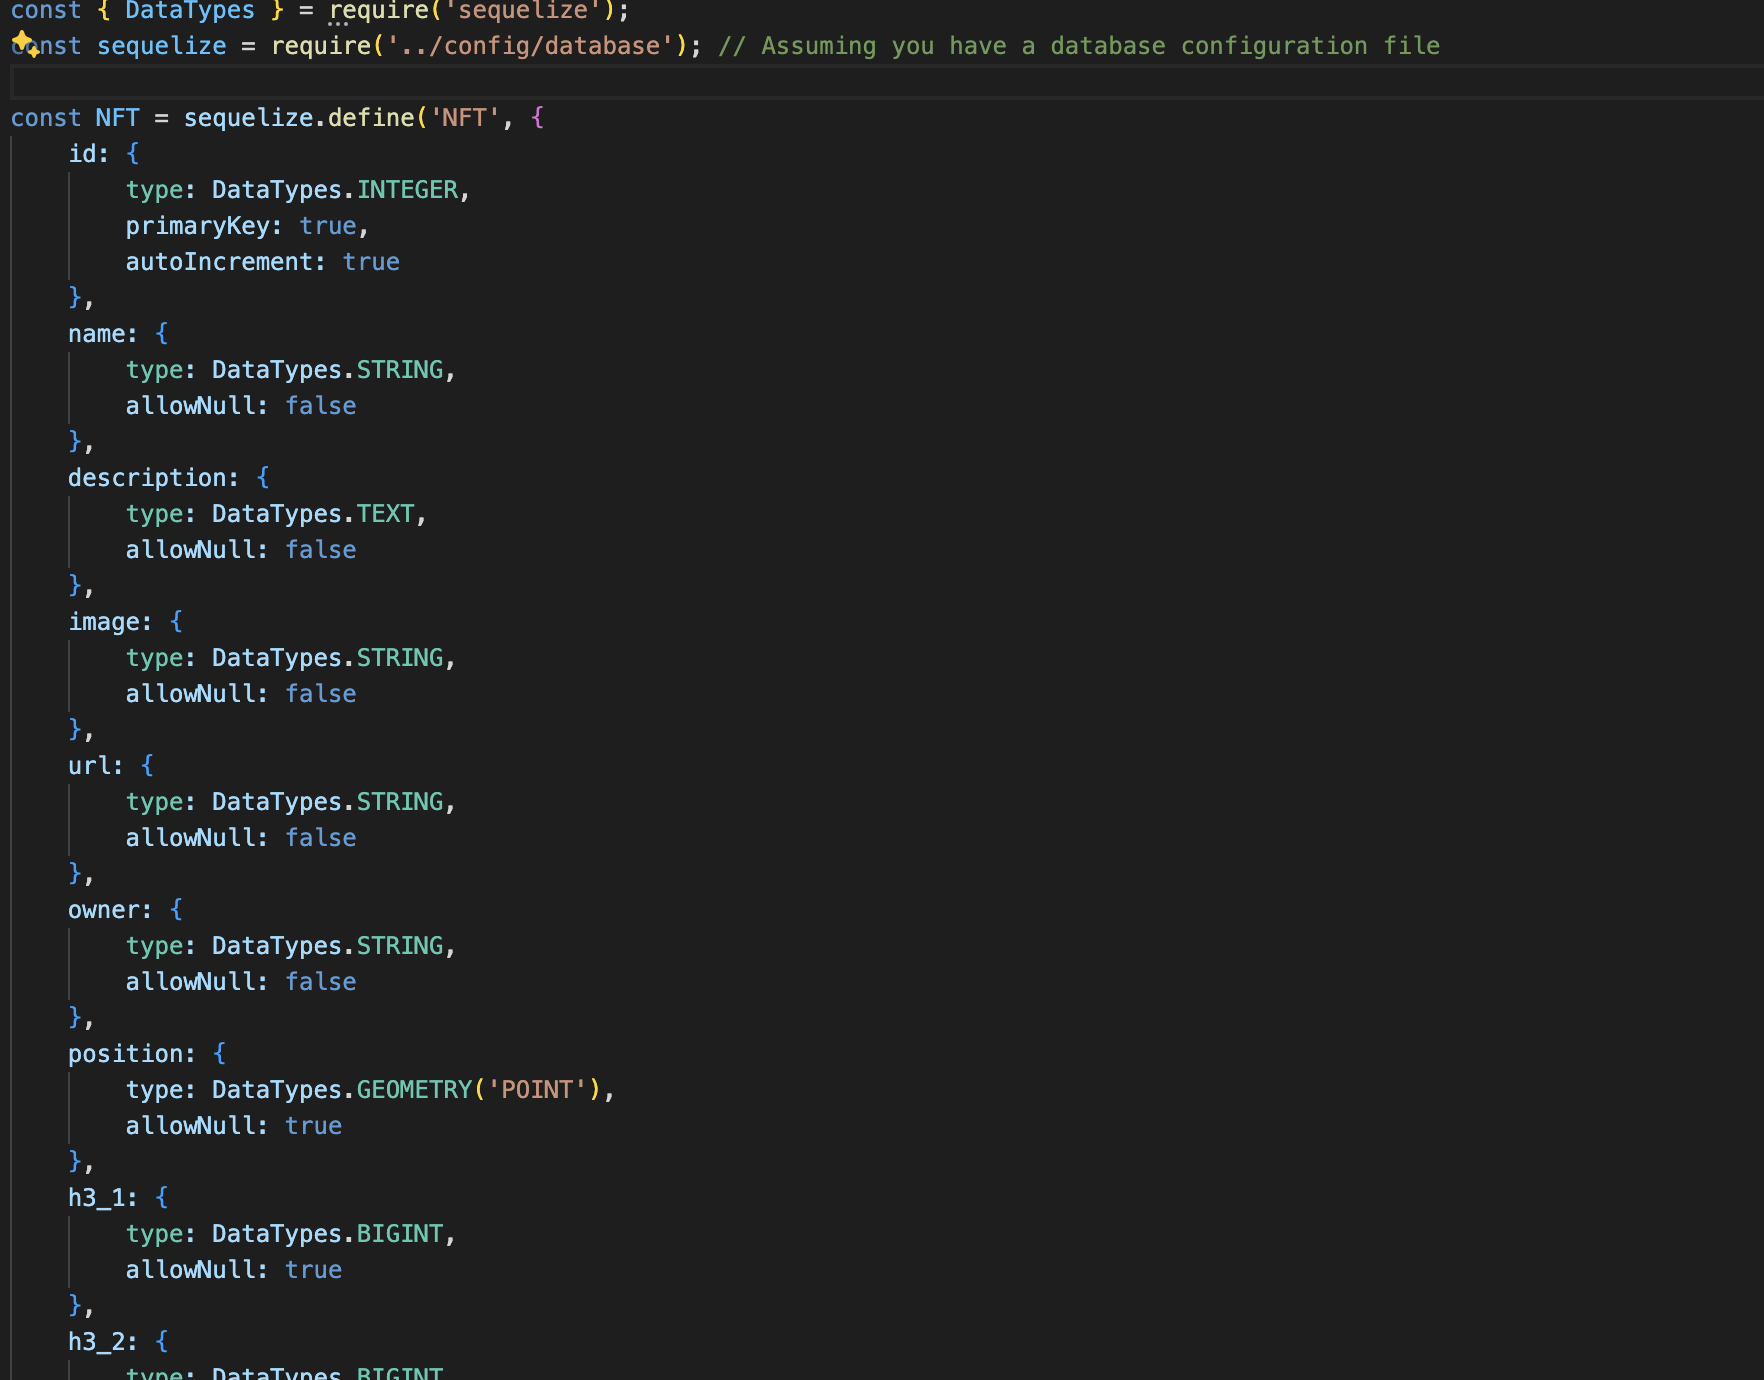 const { DataTypes } = require('sequelize');
const sequelize = require('../config/database'); // Assuming you have a database configuration file
const NFT = sequelize.define('NFT', {
    id: {
        type: DataTypes.INTEGER,
        primaryKey: true,
        autoIncrement: true
    },
    name: {
        type: DataTypes.STRING,
        allowNull: false
    },
    description: {
        type: DataTypes.TEXT,
        allowNull: false
    },
    image: {
        type: DataTypes.STRING,
        allowNull: false
    },
    url: {
        type: DataTypes.STRING,
        allowNull: false
    },
    owner: {
        type: DataTypes.STRING,
        allowNull: false
    },
    position: {
        type: DataTypes.GEOMETRY('POINT'),
        allowNull: true
    },
    h3_1: {
        type: DataTypes.BIGINT,
        allowNull: true
    },
    h3_2: {
        type: DataTypes.BIGINT